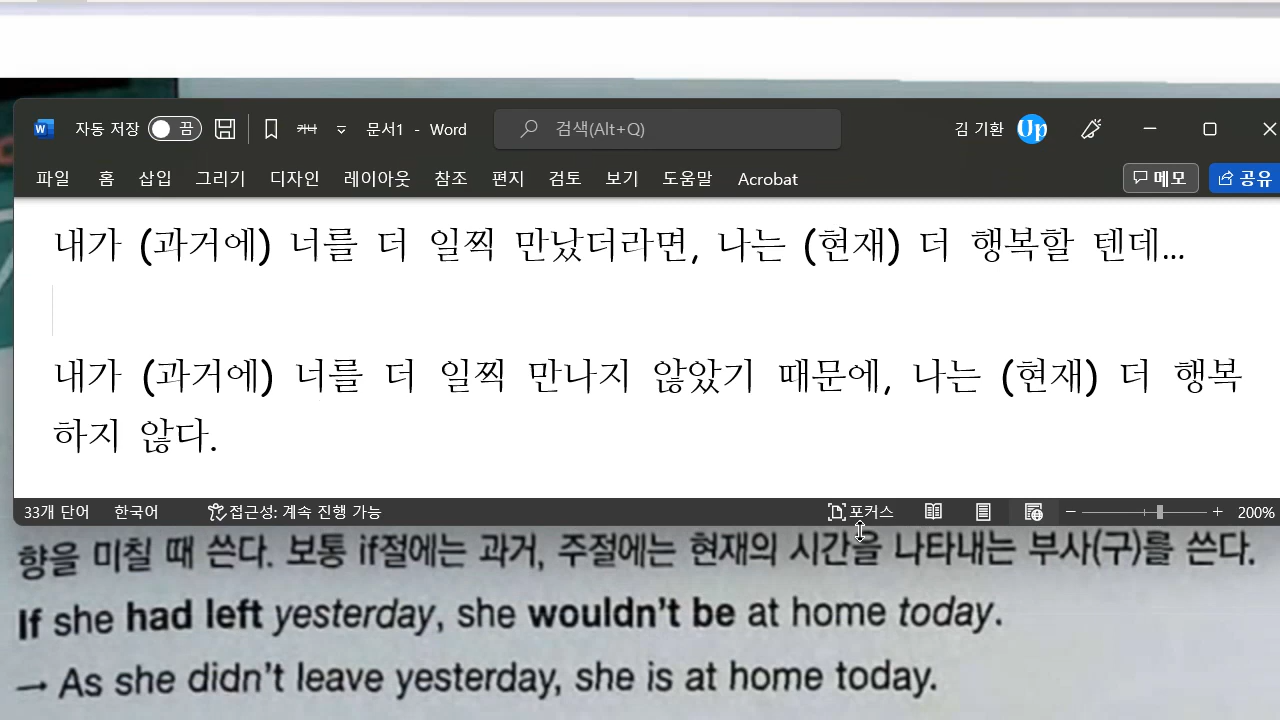 자동 저장 끔 가나 문서1 - Word 검색(Alt+Q) 김 기환 Up
파일 홈 삽입 그리기 디자인 레이아웃 참조 편지 검토 보기 도움말 Acrobat 메모 공유
내가 (과거에) 너를 더 일찍 만났더라면, 나는 (현재) 더 행복할 텐데...
내가 (과거에) 너를 더 일찍 만나지 않았기 때문에, 나는 (현재) 더 행복
하지 않다.
33개 단어 한국어 접근성: 계속 진행 가능 포커스 200%
향을 미칠 때 쓴다. 보통 if절에는 과거, 주절에는 현재의 시간을 나타내는 부사(구)를 쓴다.
If she had left yesterday, she wouldn't be at home today.
→ As she didn't leave yesterday, she is at home today.